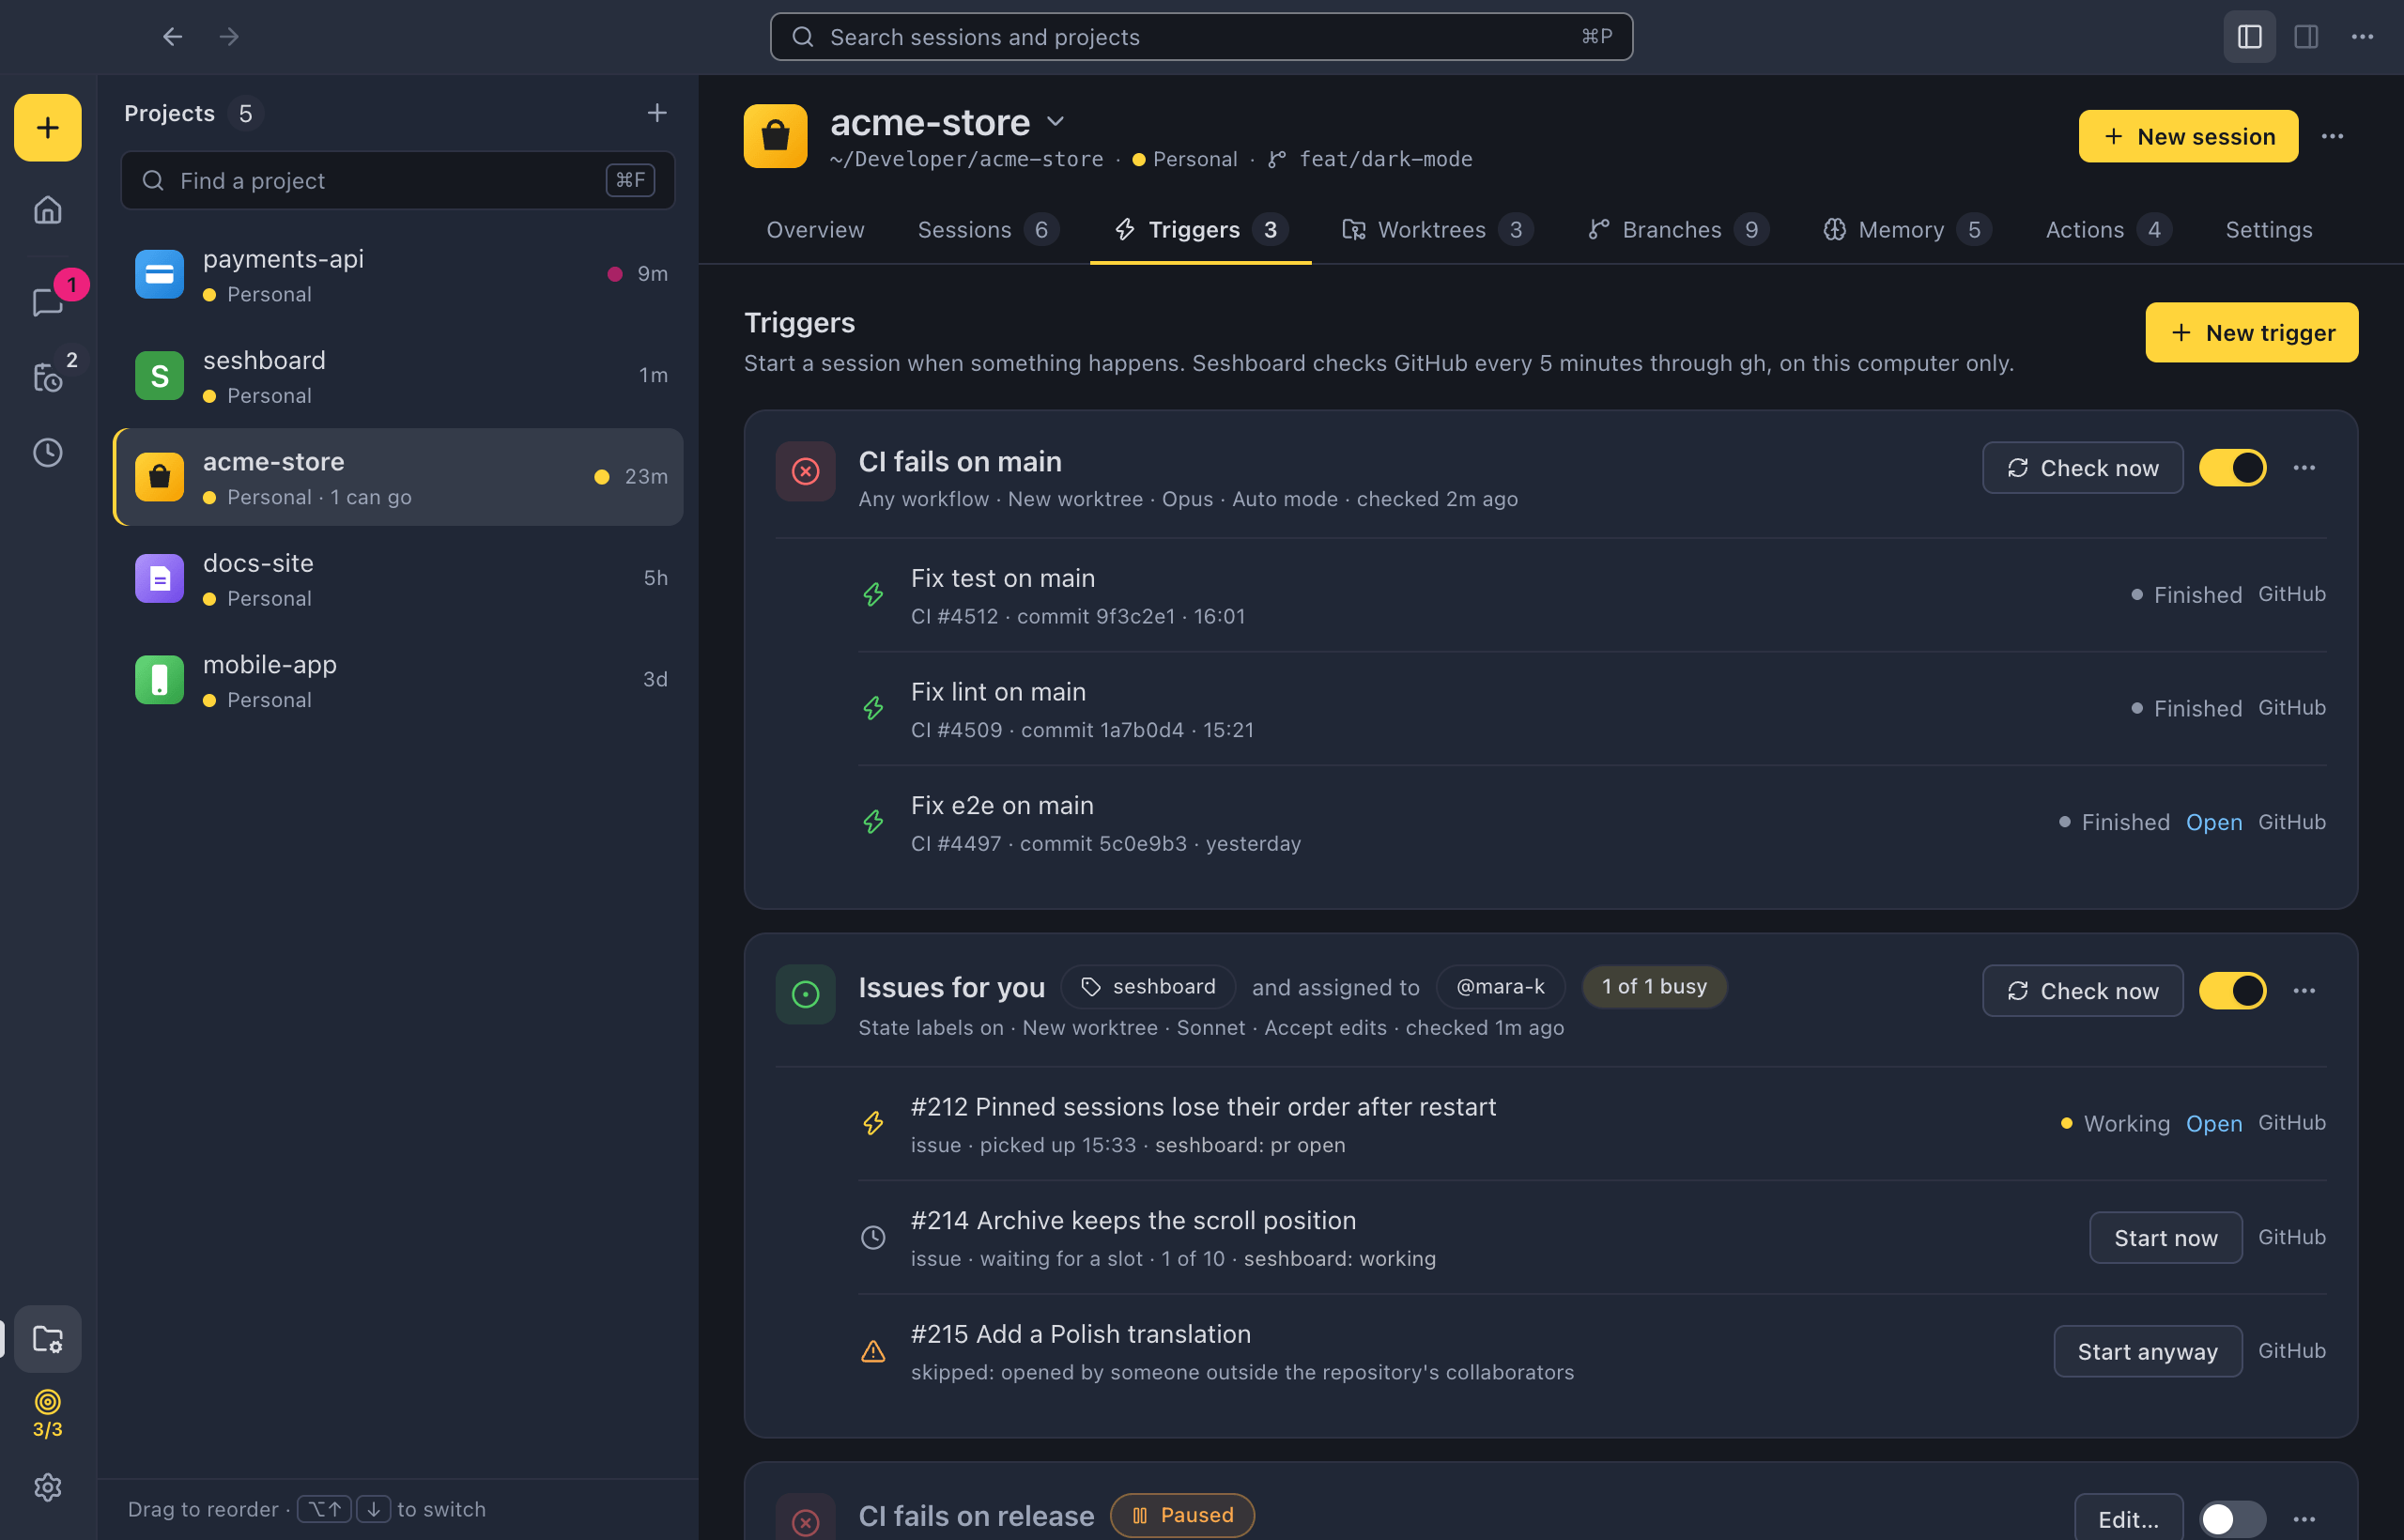 Search sessions and projects ⌘P
Projects 5
1
2
3/3
Find a project ⌘F
payments-api
Personal
9m
S
seshboard
Personal
1m
acme-store
Personal · 1 can go
23m
docs-site
Personal
5h
mobile-app
Personal
3d
Drag to reorder · ⌥↑ ↓ to switch
acme-store
~/Developer/acme-store · Personal · feat/dark-mode
New session
Overview Sessions 6 Triggers 3 Worktrees 3 Branches 9 Memory 5 Actions 4 Settings
Triggers
Start a session when something happens. Seshboard checks GitHub every 5 minutes through gh, on this computer only.
New trigger
CI fails on main
Any workflow · New worktree · Opus · Auto mode · checked 2m ago
Check now
Fix test on main
CI #4512 · commit 9f3c2e1 · 16:01
Finished GitHub
Fix lint on main
CI #4509 · commit 1a7b0d4 · 15:21
Finished GitHub
Fix e2e on main
CI #4497 · commit 5c0e9b3 · yesterday
Finished Open GitHub
Issues for you seshboard and assigned to @mara-k 1 of 1 busy
State labels on · New worktree · Sonnet · Accept edits · checked 1m ago
Check now
#212 Pinned sessions lose their order after restart
issue · picked up 15:33 · seshboard: pr open
Working Open GitHub
#214 Archive keeps the scroll position
issue · waiting for a slot · 1 of 10 · seshboard: working
Start now GitHub
#215 Add a Polish translation
skipped: opened by someone outside the repository's collaborators
Start anyway GitHub
CI fails on release Paused
Edit...